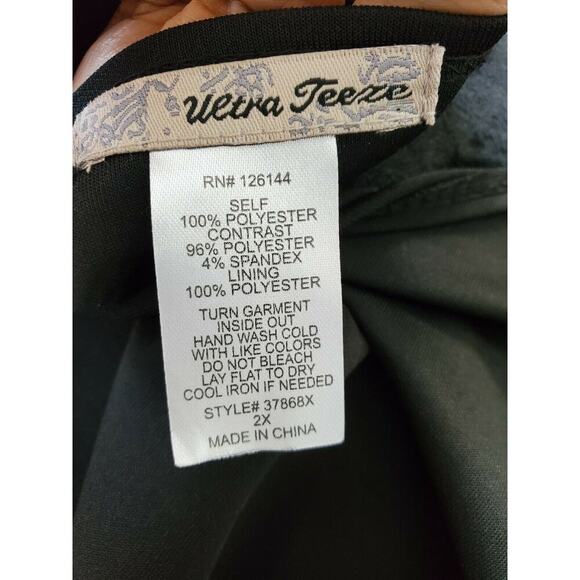 Ultra Teeze
RN# 126144
SELF
100% POLYESTER
CONTRAST
96% POLYESTER
4% SPANDEX
LINING
100% POLYESTER
TURN GARMENT
INSIDE OUT
HAND WASH COLD
WITH LIKE COLORS
DO NOT BLEACH
LAY FLAT TO DRY
COOL IRON IF NEEDED
STYLE# 37868X
2X
MADE IN CHINA